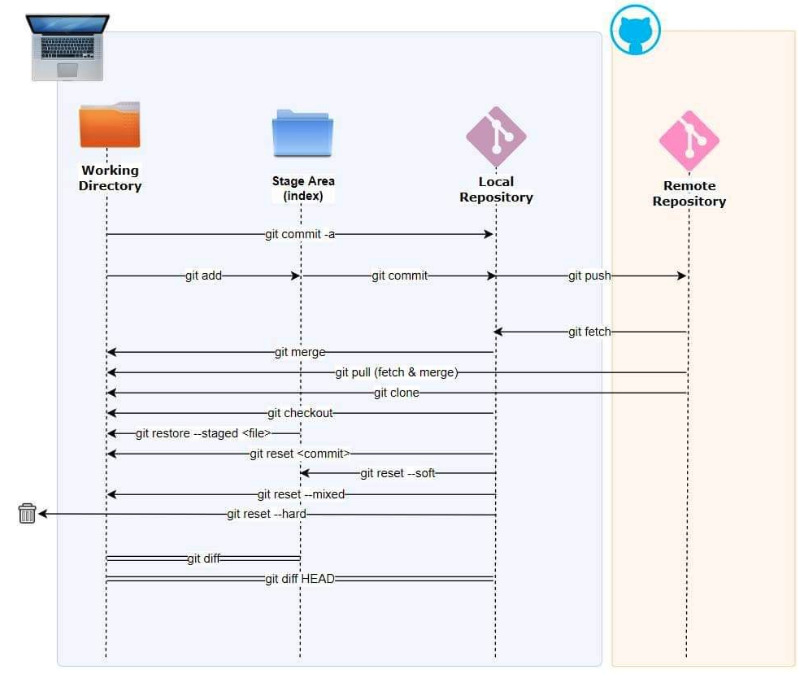 Working
Directory
Stage Area
(index)
Local
Repository
Remote
Repository
git commit -a
git add
git commit
git push
git fetch
git merge
git pull (fetch & merge)
git clone
git checkout
git restore --staged <file>
git reset <commit>
git reset --soft
git reset --mixed
git reset --hard
git diff
git diff HEAD